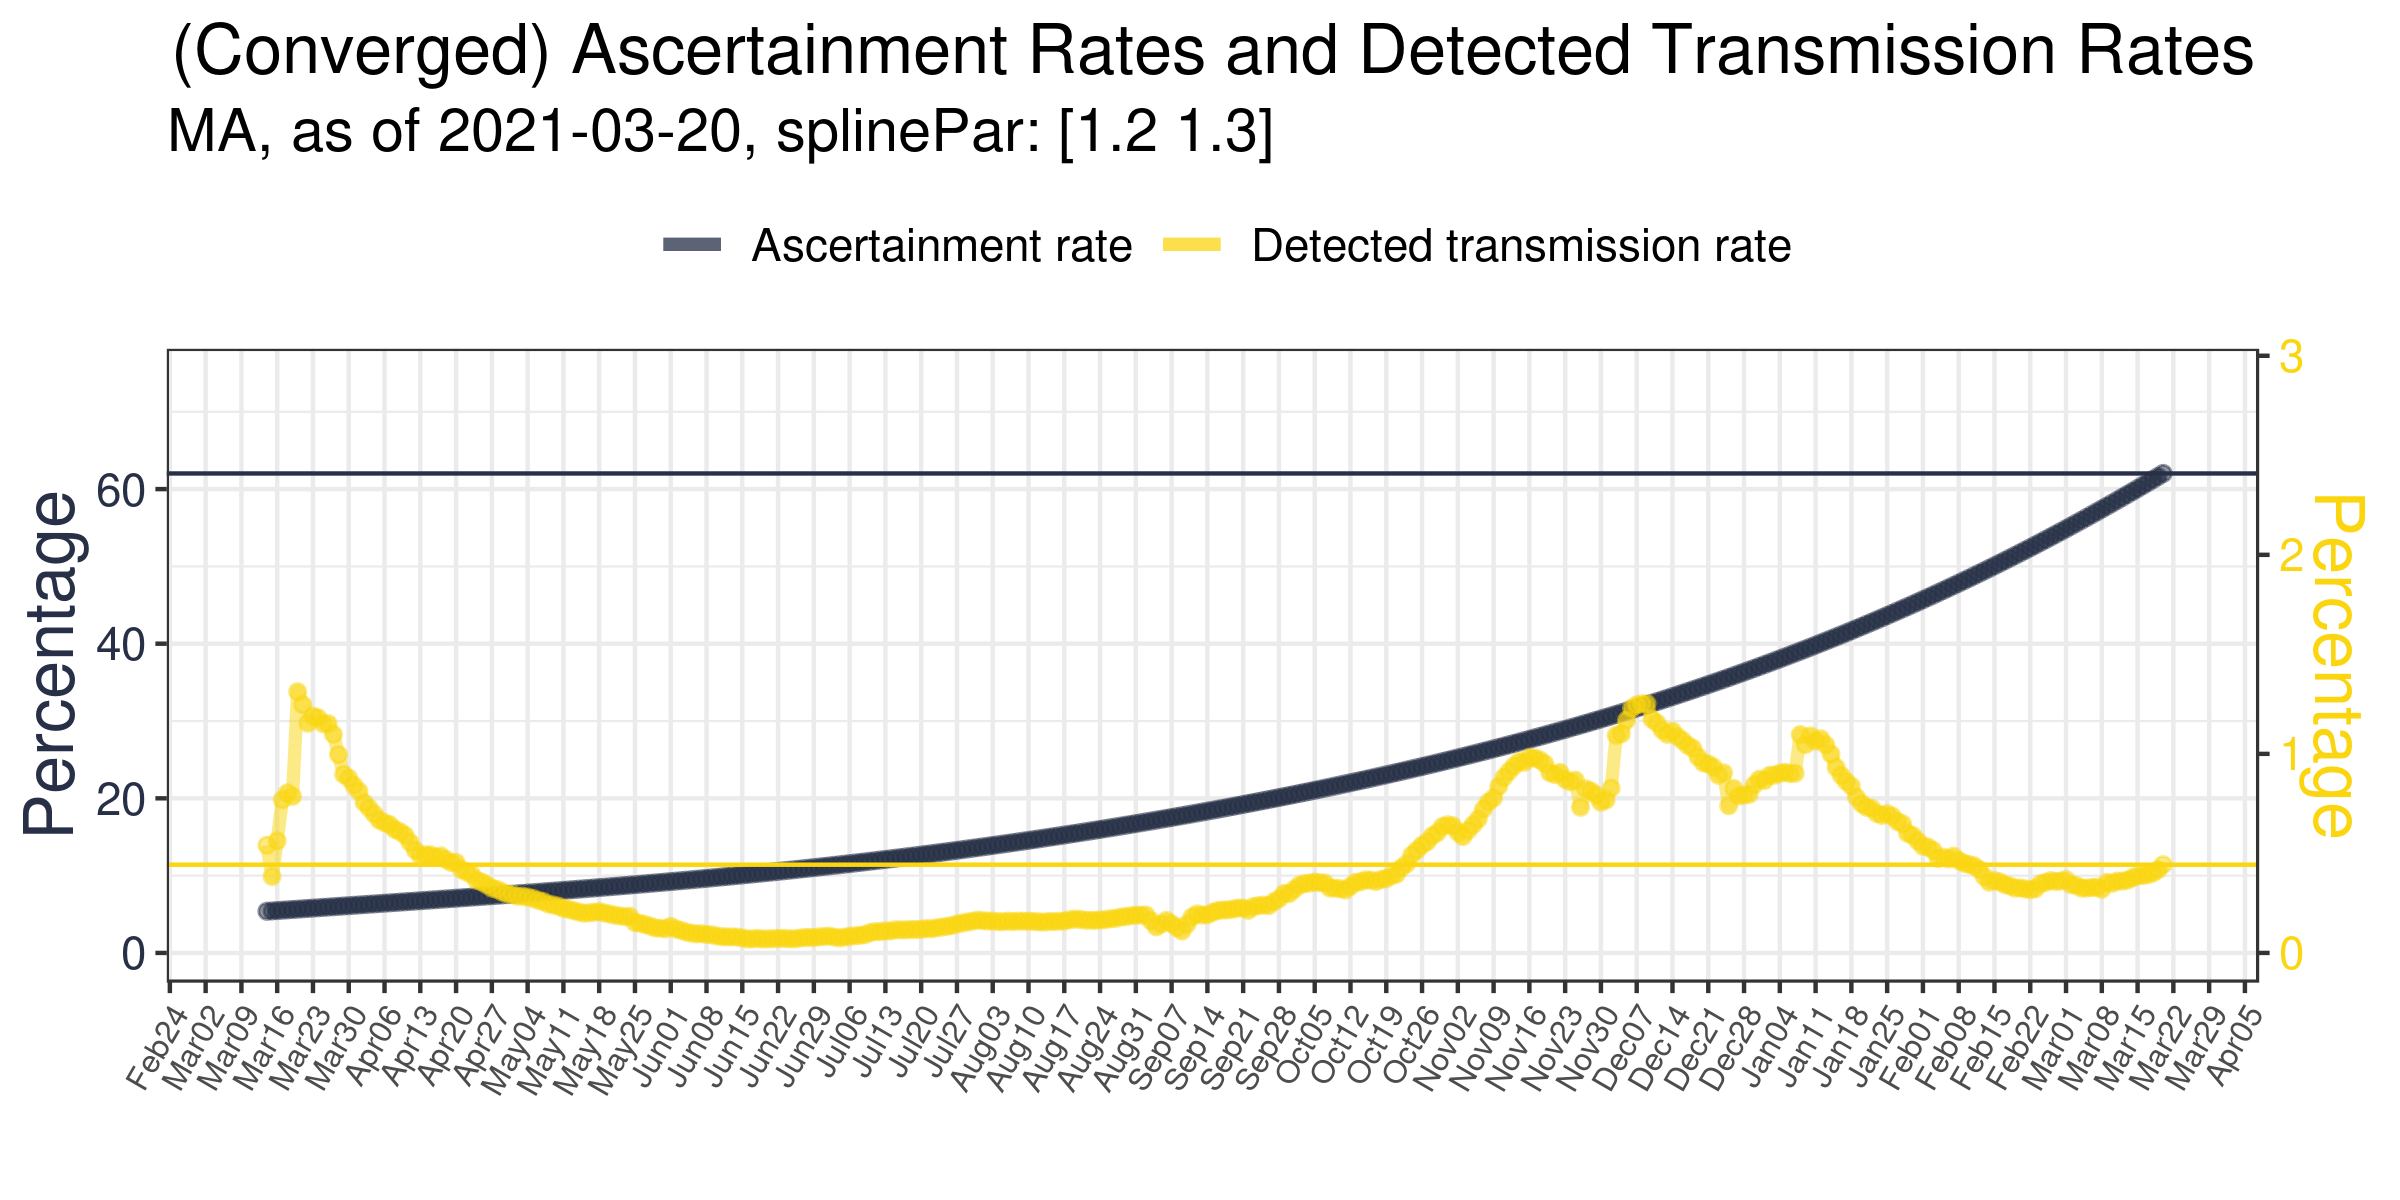 (Converged) Ascertainment Rates and Detected Transmission Rates
MA, as of 2021-03-20, splinePar: [1.2 1.3]
Ascertainment rate
Detected transmission rate
Percentage
60
40
20
0
3
2
1
0
Percentage
Feb24
Mar02
Mar09
Mar16
Mar23
Mar30
Apr06
Apr13
Apr20
Apr27
May04
May11
May18
May25
Jun01
Jun08
Jun15
Jun22
Jun29
Jul06
Jul13
Jul20
Jul27
Aug03
Aug10
Aug17
Aug24
Aug31
Sep07
Sep14
Sep21
Sep28
Oct05
Oct12
Oct19
Oct26
Nov02
Nov09
Nov16
Nov23
Nov30
Dec07
Dec14
Dec21
Dec28
Jan04
Jan11
Jan18
Jan25
Feb01
Feb08
Feb15
Feb22
Mar01
Mar08
Mar15
Mar22
Mar29
Apr05